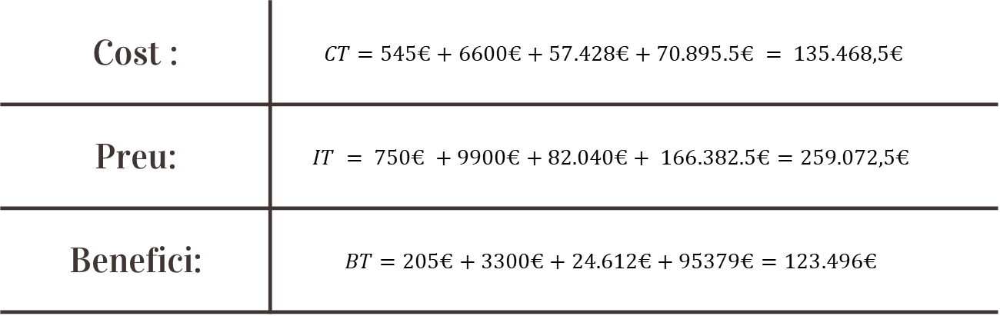 Cost :
CT = 545€ + 6600€ + 57.428€ + 70.895.5€ = 135.468,5€
Preu:
IT = 750€ + 9900€ + 82.040€ + 166.382.5€ = 259.072,5€
Benefici:
BT = 205€ + 3300€ + 24.612€ + 95379€ = 123.496€